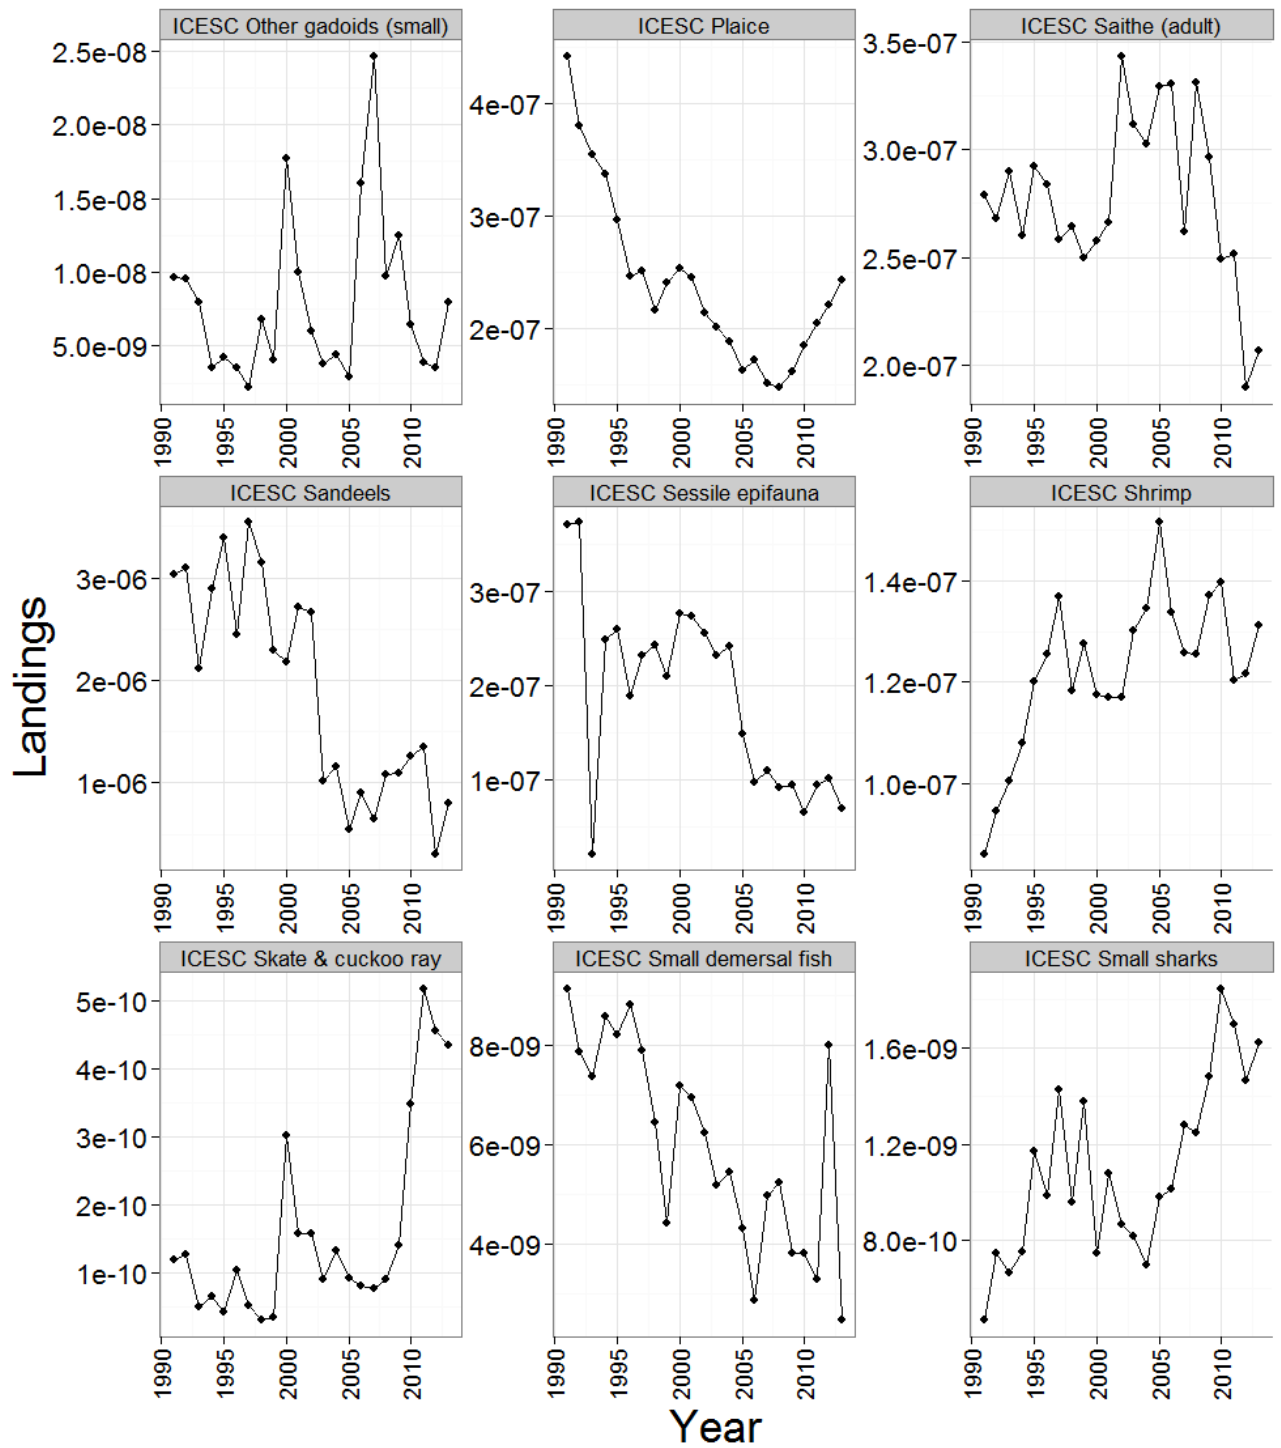 ICESC Other gadoids (small)
ICESC Plaice
ICESC Saithe (adult)
2.5e-08
2.0e-08
1.5e-08
1.0e-08
5.0e-09
4e-07
3e-07
2e-07
3.5e-07
3.0e-07
2.5e-07
2.0e-07
1990 1995 2000 2005 2010
1990 1995 2000 2005 2010
1990 1995 2000 2005 2010
ICESC Sandeels
ICESC Sessile epifauna
ICESC Shrimp
Landings
3e-06
2e-06
1e-06
3e-07
2e-07
1e-07
1.4e-07
1.2e-07
1.0e-07
1990 1995 2000 2005 2010
1990 1995 2000 2005 2010
1990 1995 2000 2005 2010
ICESC Skate & cuckoo ray
ICESC Small demersal fish
ICESC Small sharks
5e-10
4e-10
3e-10
2e-10
1e-10
8e-09
6e-09
4e-09
1.6e-09
1.2e-09
8.0e-10
1990 1995 2000 2005 2010
1990 1995 2000 2005 2010
1990 1995 2000 2005 2010
Year